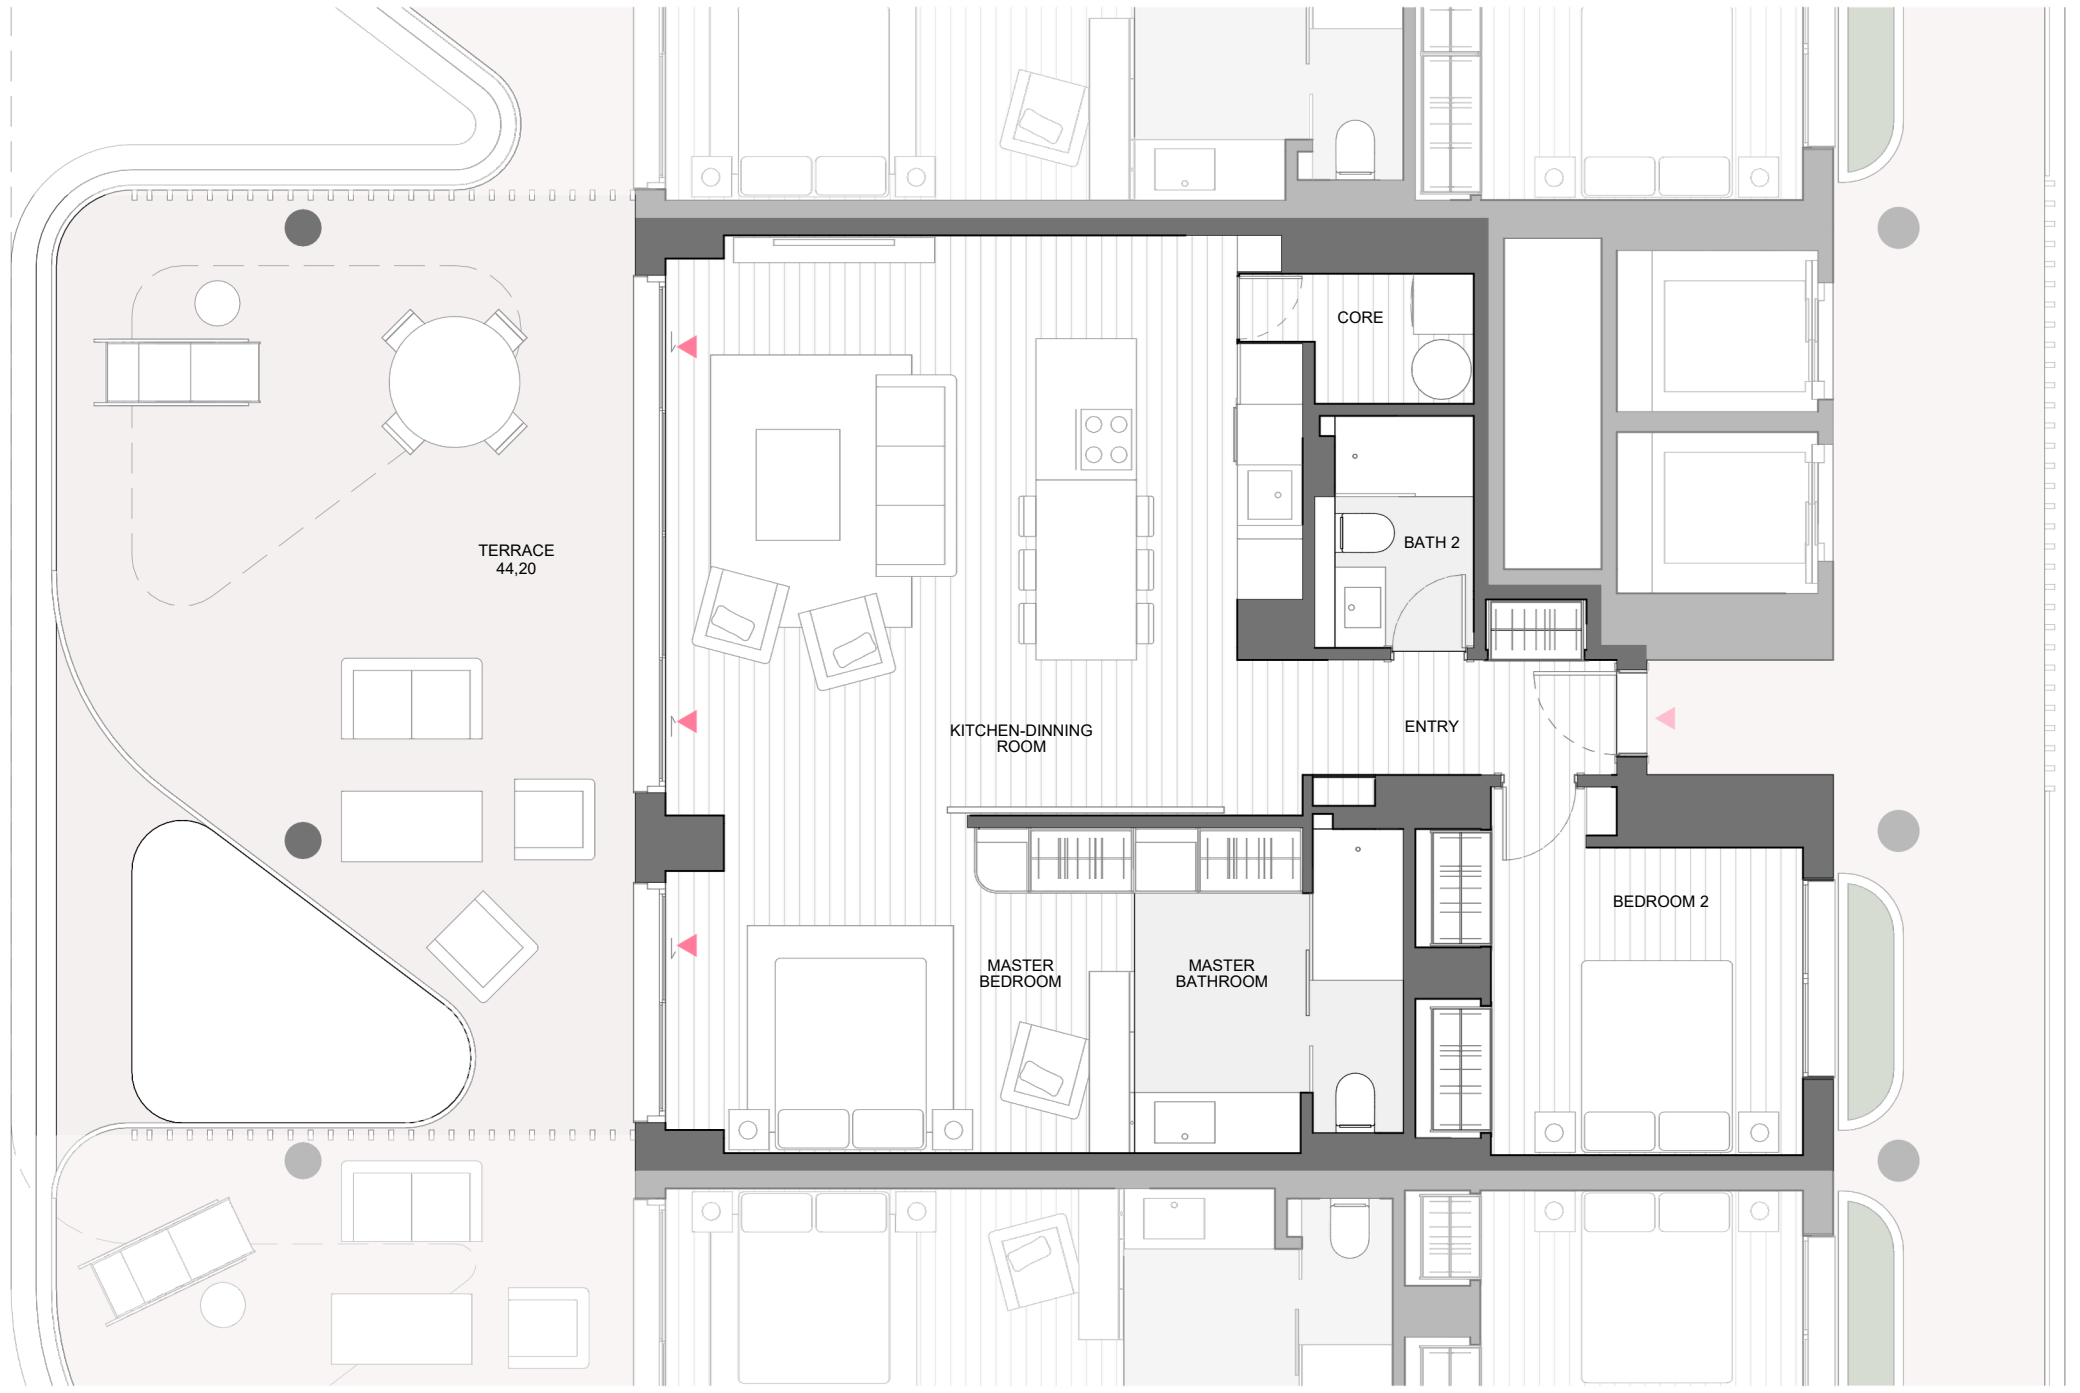 CORE
BATH 2
TERRACE
44,20
KITCHEN-DINNING
ROOM
ENTRY
BEDROOM 2
MASTER
BEDROOM
MASTER
BATHROOM